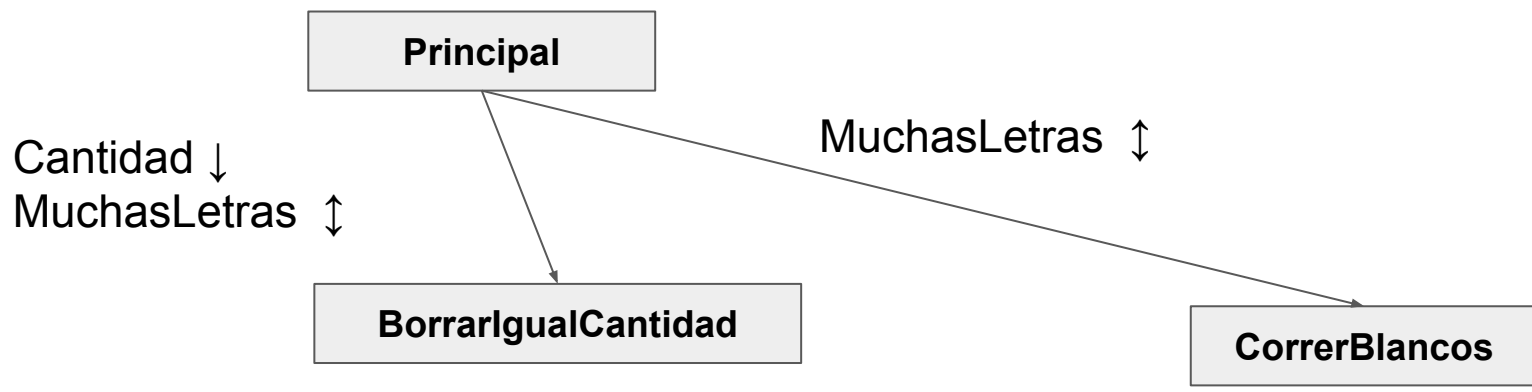 Principal
Cantidad ↓
MuchasLetras ↕
MuchasLetras ↕
BorrarIgualCantidad
CorrerBlancos